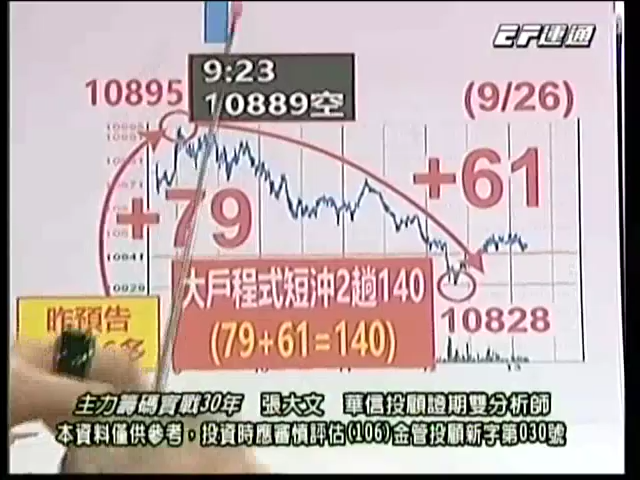 EF運通
9:23
10889空
10895
(9/26)
+79
+61
10841
大戶程式短沖2趟140
(79+61=140)
10828
昨預告
多
主力籌碼實戰30年 張大文 華信投顧證期雙分析師
本資料僅供參考，投資時應審慎評估(106)金管投顧新字第030號